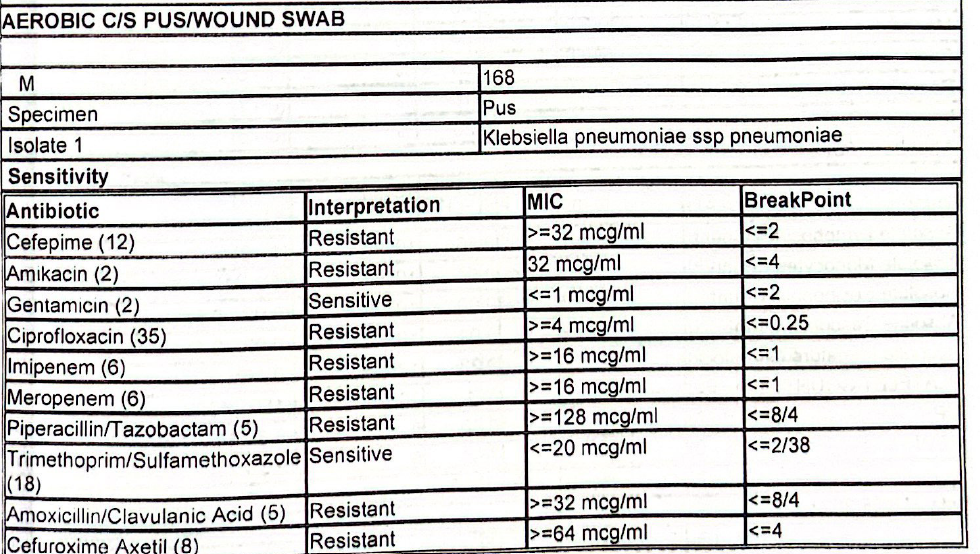 AEROBIC C/S PUS/WOUND SWAB
M 168
Specimen Pus
Isolate 1 Klebsiella pneumoniae ssp pneumoniae
Sensitivity
Antibiotic Interpretation MIC BreakPoint
Cefepime (12) Resistant >=32 mcg/ml <=2
Amikacin (2) Resistant 32 mcg/ml <=4
Gentamicin (2) Sensitive <=1 mcg/ml <=2
Ciprofloxacin (35) Resistant >=4 mcg/ml <=0.25
Imipenem (6) Resistant >=16 mcg/ml <=1
Meropenem (6) Resistant >=16 mcg/ml <=1
Piperacillin/Tazobactam (5) Resistant >=128 mcg/ml <=8/4
Trimethoprim/Sulfamethoxazole Sensitive <=20 mcg/ml <=2/38
(18)
Amoxicillin/Clavulanic Acid (5) Resistant >=32 mcg/ml <=8/4
Cefuroxime Axetil (8) Resistant >=64 mcg/ml <=4